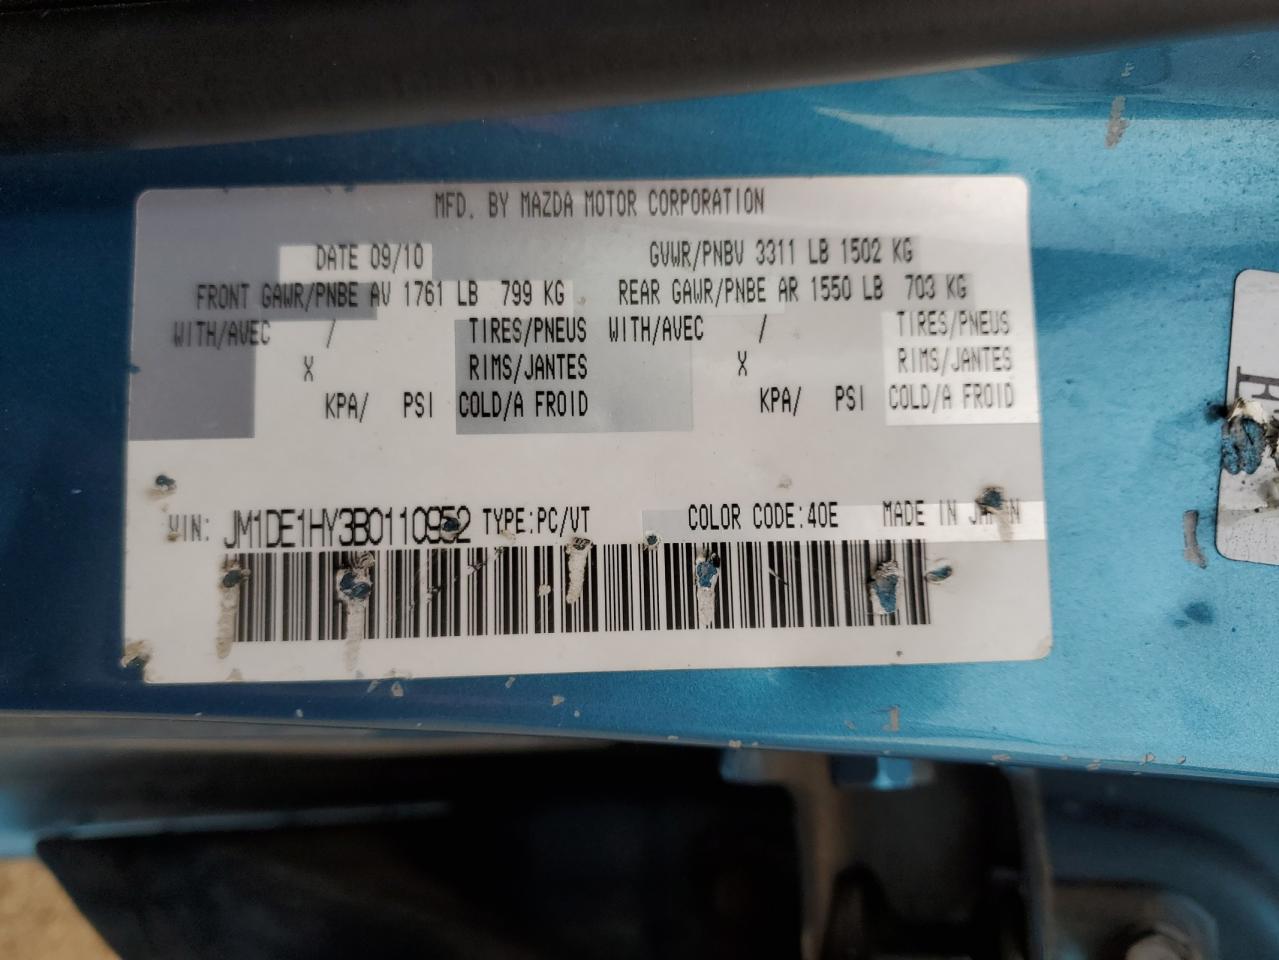 MFD. BY MAZDA MOTOR CORPORATION
DATE 09/10 GVWR/PNBV 3311 LB 1502 KG
FRONT GAWR/PNBE AV 1761 LB 799 KG REAR GAWR/PNBE AR 1550 LB 703 KG
WITH/AVEC / TIRES/PNEUS WITH/AVEC / TIRES/PNEUS
X RIMS/JANTES X RIMS/JANTES
KPA/ PSI COLD/A FROID KPA/ PSI COLD/A FROID
VIN: JM1DE1HY3B0110952 TYPE:PC/VT COLOR CODE:40E MADE IN JAPAN